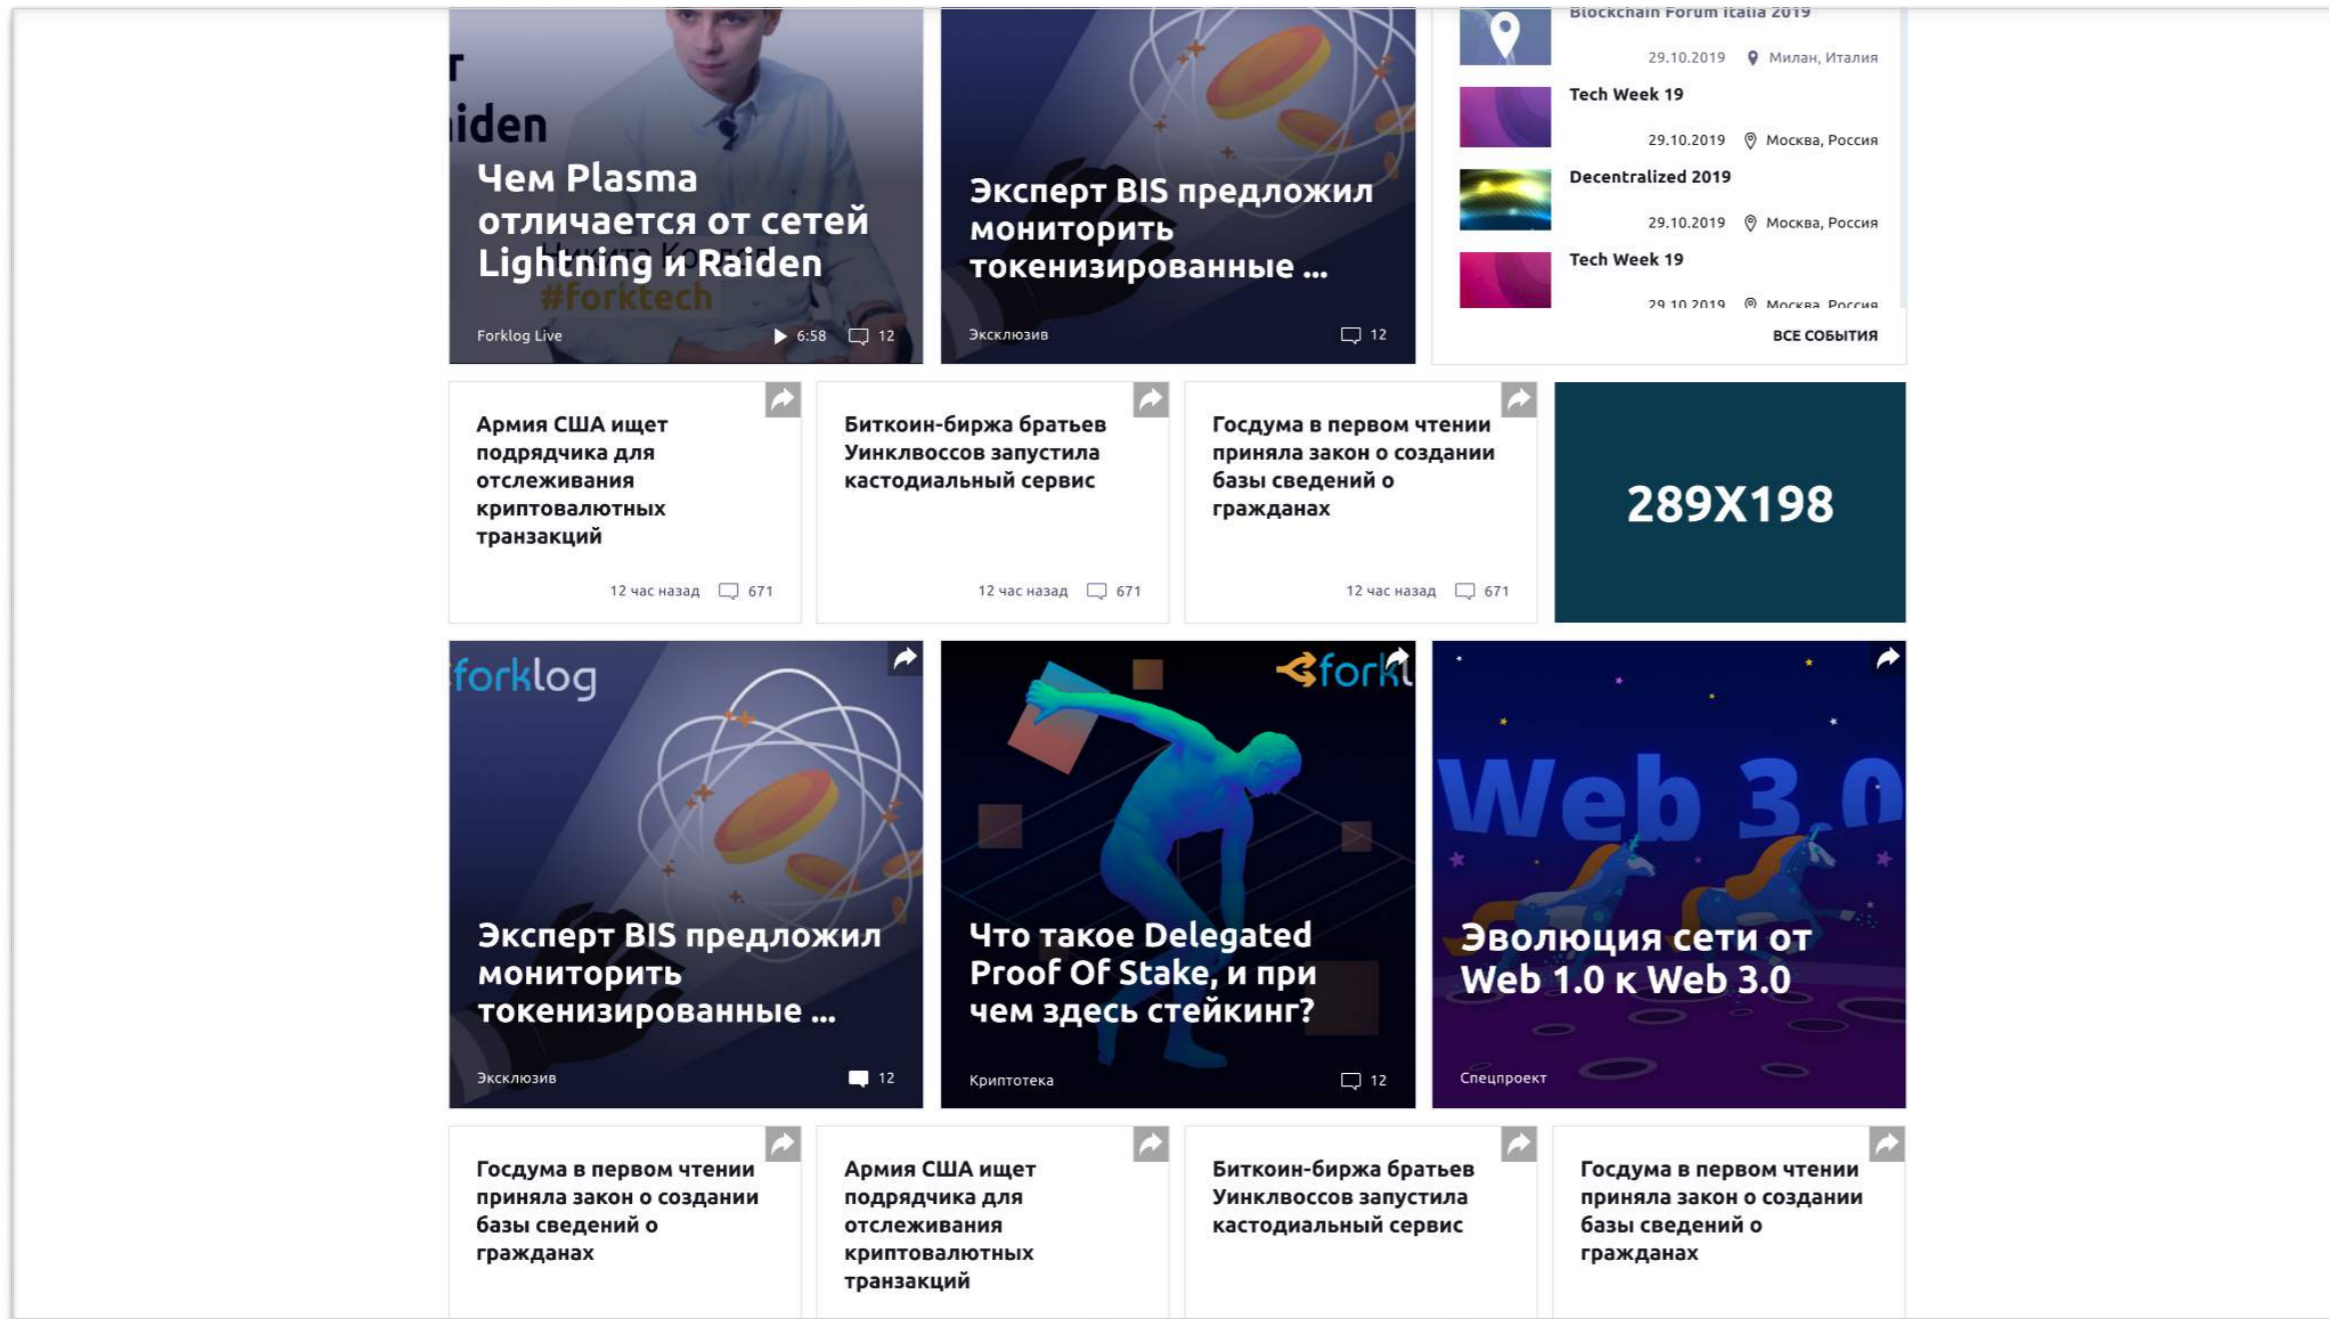 г
iden
Чем Plasma
отличается от сетей
Lightning и Raiden
#forktech
Forklog Live
6:58
12
Эксперт BIS предложил
мониторить
токенизированные ...
Эксклюзив
12
Blockchain Forum Italia 2019
29.10.2019
Милан, Италия
Tech Week 19
29.10.2019
Москва, Россия
Decentralized 2019
29.10.2019
Москва, Россия
Tech Week 19
29.10.2019
Москва, Россия
ВСЕ СОБЫТИЯ
Армия США ищет
подрядчика для
отслеживания
криптовалютных
транзакций
12 час назад
671
Биткоин-биржа братьев
Уинклвоссов запустила
кастодиальный сервис
12 час назад
671
Госдума в первом чтении
приняла закон о создании
базы сведений о
гражданах
12 час назад
671
289X198
forklog
Эксперт BIS предложил
мониторить
токенизированные ...
Эксклюзив
12
forkl
Что такое Delegated
Proof Of Stake, и при
чем здесь стейкинг?
Криптотека
12
Web 3.0
Эволюция сети от
Web 1.0 к Web 3.0
Спецпроект
Госдума в первом чтении
приняла закон о создании
базы сведений о
гражданах
Армия США ищет
подрядчика для
отслеживания
криптовалютных
транзакций
Биткоин-биржа братьев
Уинклвоссов запустила
кастодиальный сервис
Госдума в первом чтении
приняла закон о создании
базы сведений о
гражданах